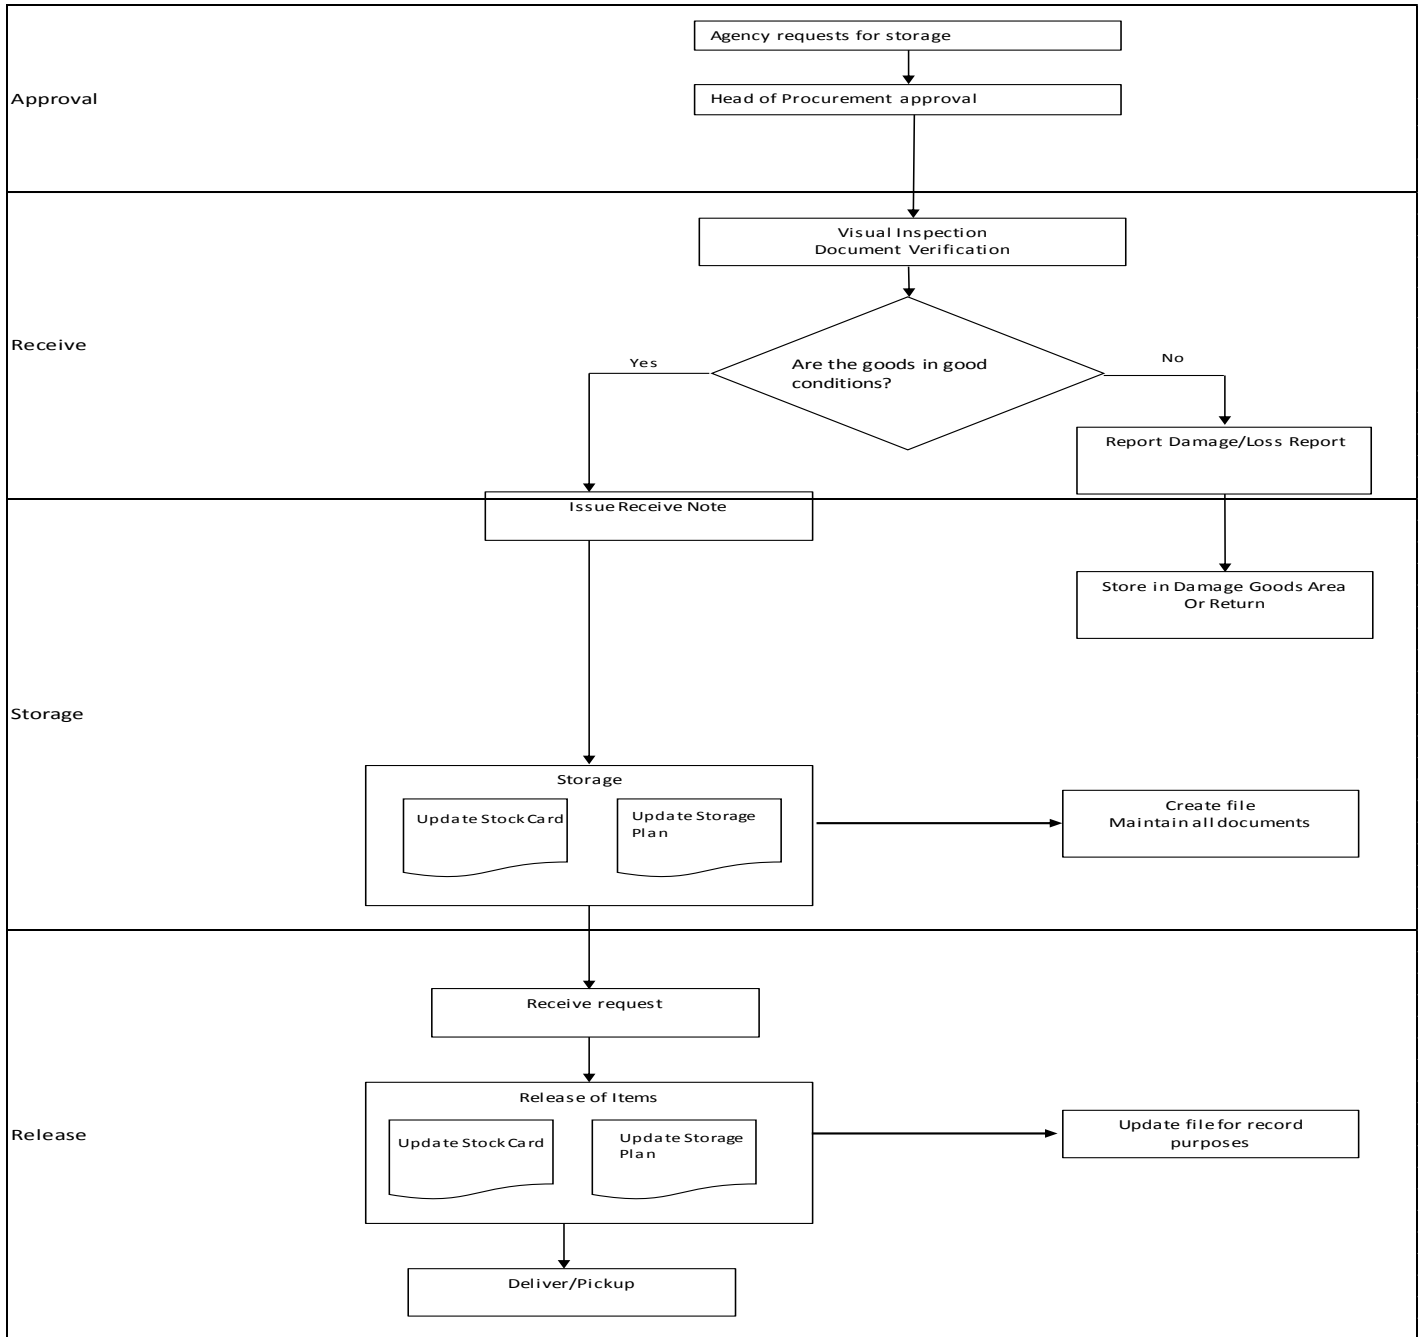 Agency requests for storage
Approval
Head of Procurement approval
Visual Inspection
Document Verification
Receive
Yes
No
Are the goods in good
conditions?
Report Damage/Loss Report
Issue Receive Note
Store in Damage Goods Area
Or Return
Storage
Storage
Update Stock Card
Update Storage
Plan
Create file
Maintain all documents
Receive request
Release
Release of Items
Update Stock Card
Update Storage
Plan
Update file for record
purposes
Deliver/Pickup